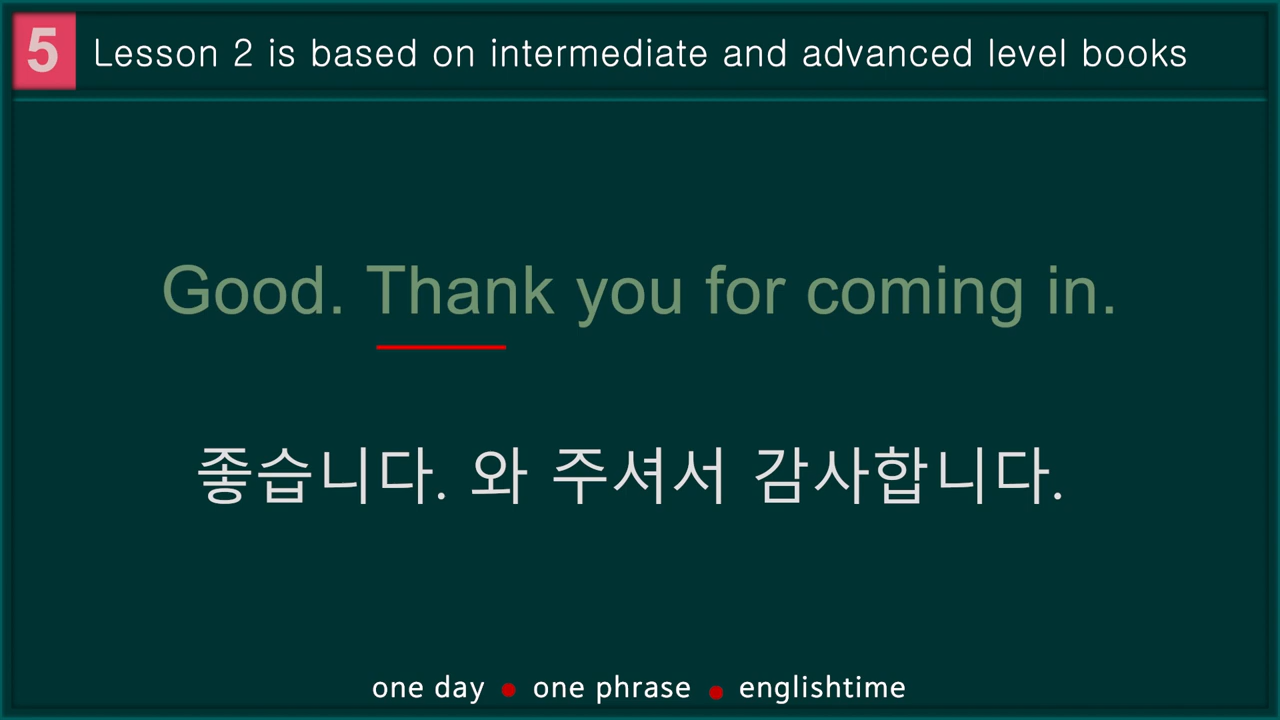 5 Lesson 2 is based on intermediate and advanced level books
Good. Thank you for coming in.
좋습니다. 와 주셔서 감사합니다.
one day ● one phrase ● englishtime